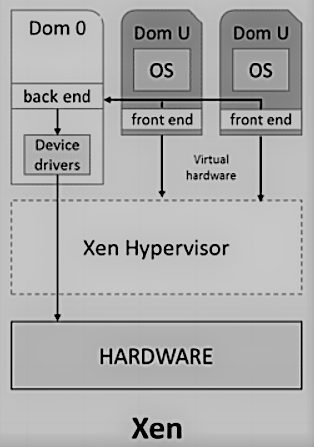 Dom 0
Dom U
Dom U
OS
OS
back end
front end
front end
Device
drivers
Virtual
hardware
Xen Hypervisor
HARDWARE
Xen